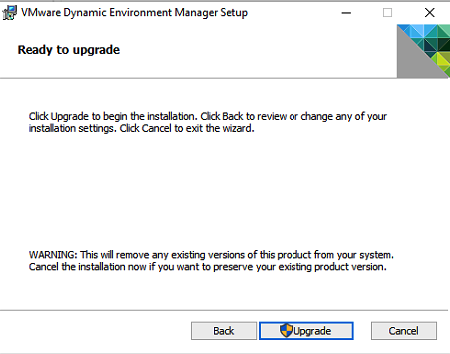 VMware Dynamic Environment Manager Setup
Ready to upgrade
Click Upgrade to begin the installation. Click Back to review or change any of your
installation settings. Click Cancel to exit the wizard.
WARNING: This will remove any existing versions of this product from your system.
Cancel the installation now if you want to preserve your existing product version.
Back
Upgrade
Cancel